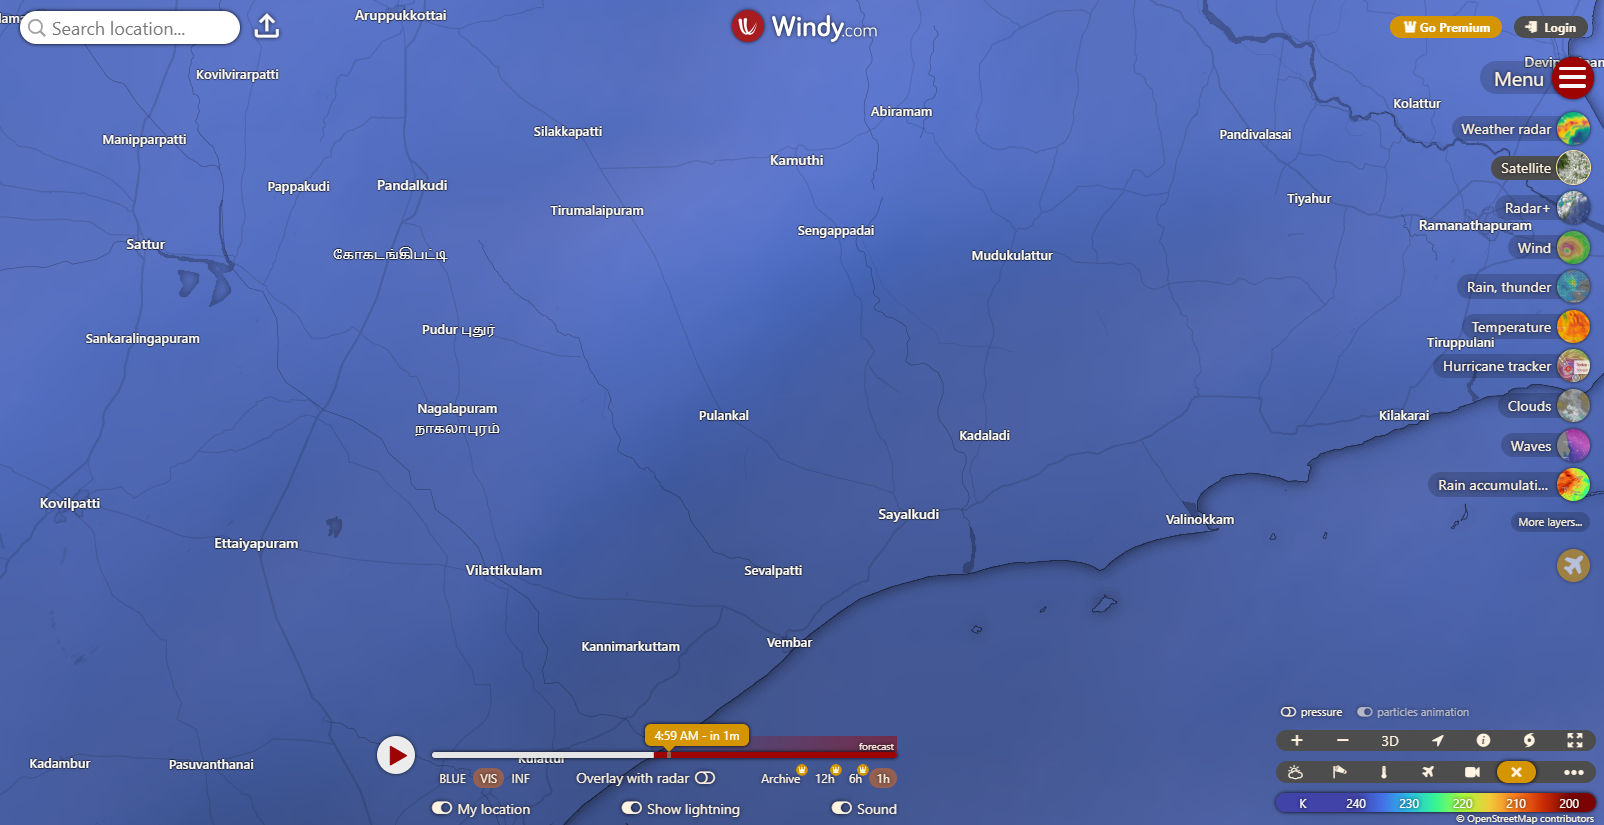 Search location...
Windy.com
Go Premium
Login
Menu
Weather radar
Satellite
Radar+
Wind
Rain, thunder
Temperature
Hurricane tracker
Clouds
Waves
Rain accumulati...
More layers...
Aruppukkottai
Kovilvirarpatti
Abiramam
Kolattur
Manipparpatti
Silakkapatti
Pandivalasai
Kamuthi
Pappakudi
Pandalkudi
Tirumalaipuram
Tiyahur
Sengappadai
Ramanathapuram
Sattur
கோகடங்கிபட்டி
Mudukulattur
Pudur புதுர்
Sankaralingapuram
Tiruppulani
Nagalapuram
நாகலாபுரம்
Pulankal
Kilakarai
Kadaladi
Kovilpatti
Sayalkudi
Valinokkam
Ettaiyapuram
Vilattikulam
Sevalpatti
Kannimarkuttam
Vembar
Kadambur
Pasuvanthanai
Kulattur
4:59 AM - in 1m
forecast
BLUE VIS INF
Overlay with radar
Archive 12h 6h 1h
My location
Show lightning
Sound
pressure
particles animation
+ − 3D
K 240 230 220 210 200
© OpenStreetMap contributors